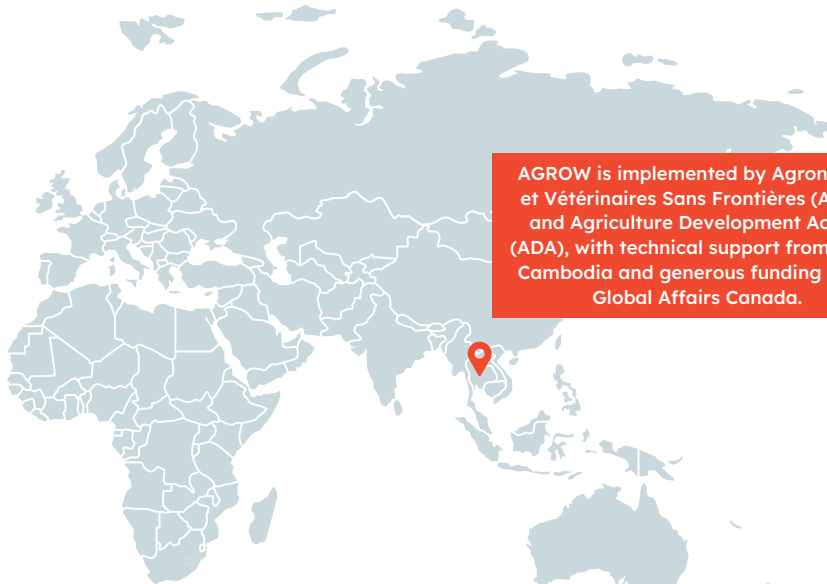 AGROW is implemented by Agron
et Vétérinaires Sans Frontières (A
and Agriculture Development Ac
(ADA), with technical support from
Cambodia and generous funding
Global Affairs Canada.